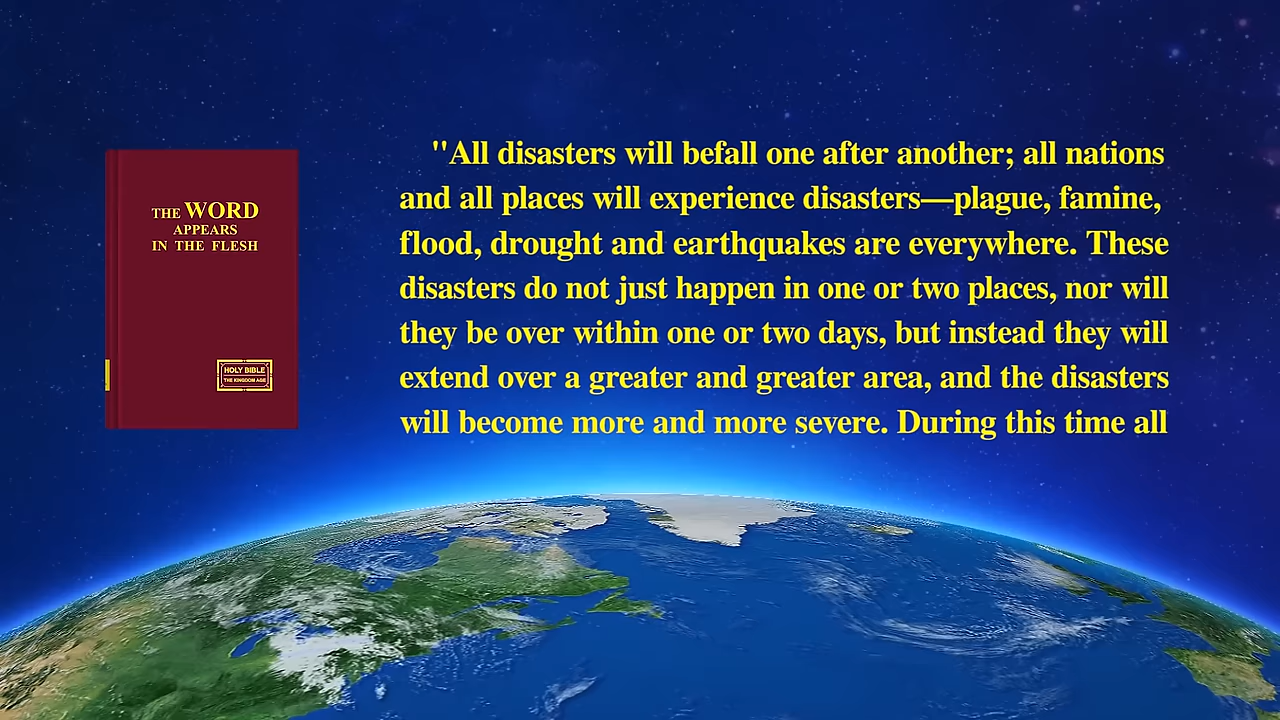 THE WORD
APPEARS
IN THE FLESH
HOLY BIBLE
THE KINGDOM AGE
"All disasters will befall one after another; all nations
and all places will experience disasters—plague, famine,
flood, drought and earthquakes are everywhere. These
disasters do not just happen in one or two places, nor will
they be over within one or two days, but instead they will
extend over a greater and greater area, and the disasters
will become more and more severe. During this time all